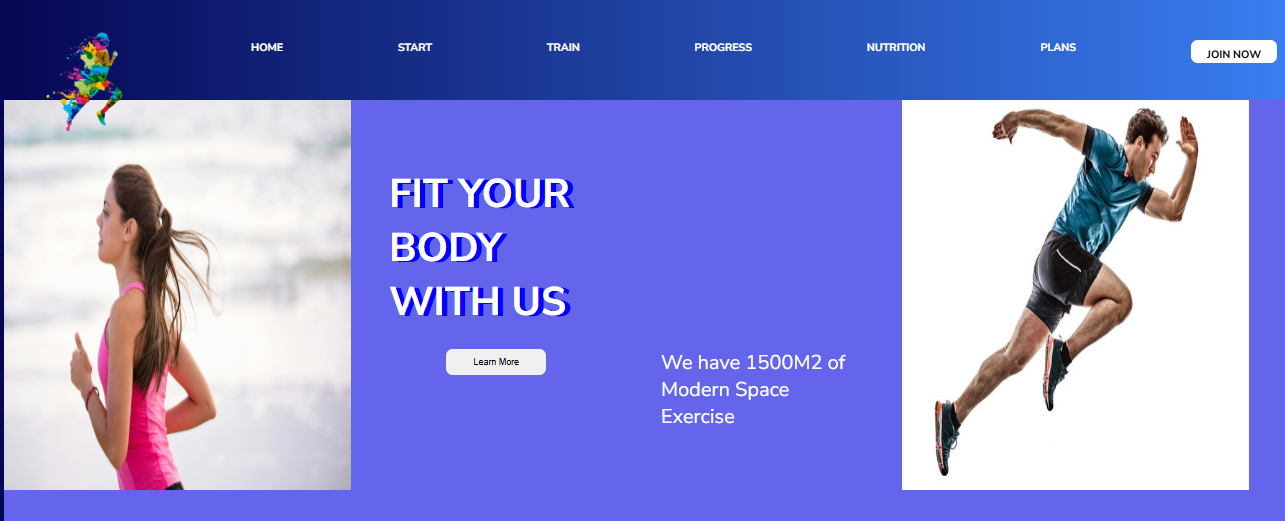 HOME START TRAIN PROGRESS NUTRITION PLANS JOIN NOW
FIT YOUR
BODY
WITH US
Learn More
We have 1500M2 of
Modern Space
Exercise